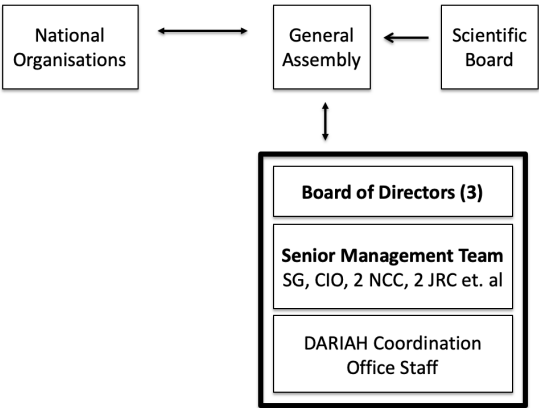 National
Organisations
General
Assembly
Scientific
Board
Board of Directors (3)
Senior Management Team
SG, CIO, 2 NCC, 2 JRC et. al
DARIAH Coordination
Office Staff